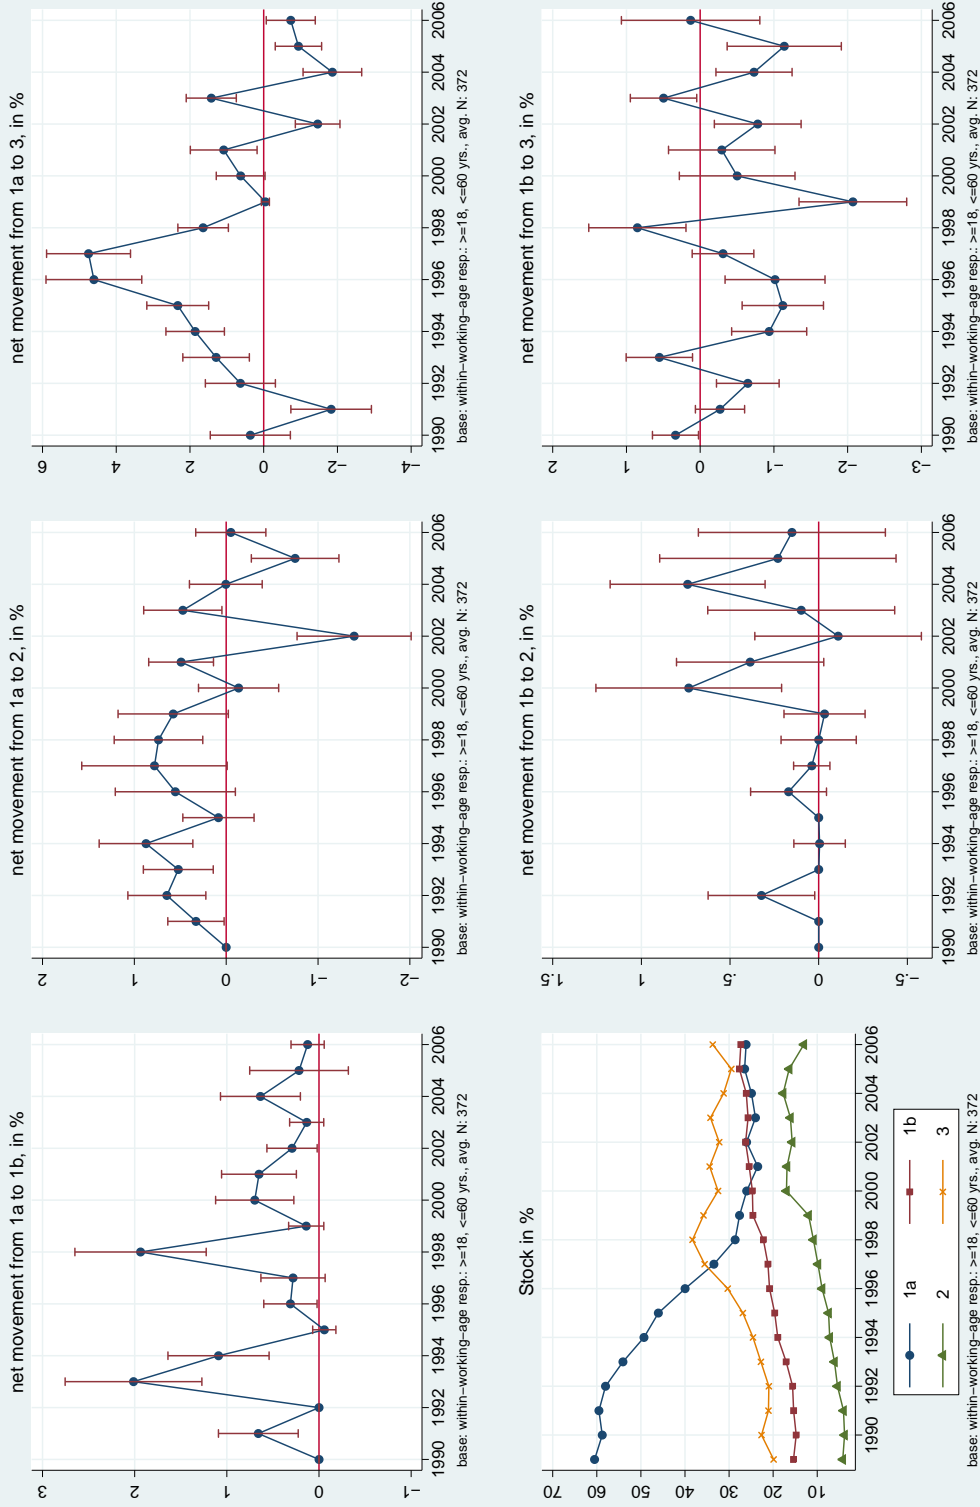 net movement from 1a to 1b, in %
3
2
1
0
−1
1990 1992 1994 1996 1998 2000 2002 2004 2006
base: within−working−age resp.: >=18, <=60 yrs., avg. N: 372
net movement from 1a to 2, in %
2
1
0
−1
−2
1990 1992 1994 1996 1998 2000 2002 2004 2006
base: within−working−age resp.: >=18, <=60 yrs., avg. N: 372
net movement from 1a to 3, in %
6
4
2
0
−2
−4
1990 1992 1994 1996 1998 2000 2002 2004 2006
base: within−working−age resp.: >=18, <=60 yrs., avg. N: 372
Stock in %
70
60
50
40
30
20
10
1990 1992 1994 1996 1998 2000 2002 2004 2006
1a 1b
2 3
base: within−working−age resp.: >=18, <=60 yrs., avg. N: 372
net movement from 1b to 2, in %
1.5
1
.5
0
−.5
1990 1992 1994 1996 1998 2000 2002 2004 2006
base: within−working−age resp.: >=18, <=60 yrs., avg. N: 372
net movement from 1b to 3, in %
2
1
0
−1
−2
−3
1990 1992 1994 1996 1998 2000 2002 2004 2006
base: within−working−age resp.: >=18, <=60 yrs., avg. N: 372